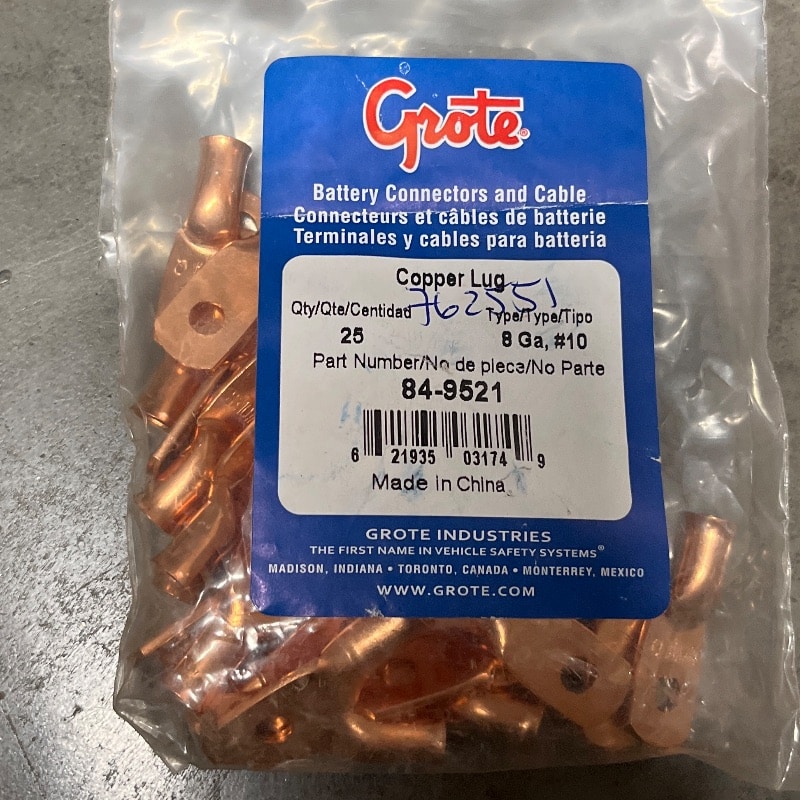 Grote®
Battery Connectors and Cable
Connecteurs et câbles de batterie
Terminales y cables para batteria
Copper Lug
762551
Qty/Qte/Centidad Type/Type/Tipo
25 8 Ga, #10
Part Number/No de piece/No Parte
84-9521
6 21935 03174 9
Made in China
GROTE INDUSTRIES
THE FIRST NAME IN VEHICLE SAFETY SYSTEMS®
MADISON, INDIANA • TORONTO, CANADA • MONTERREY, MEXICO
WWW.GROTE.COM